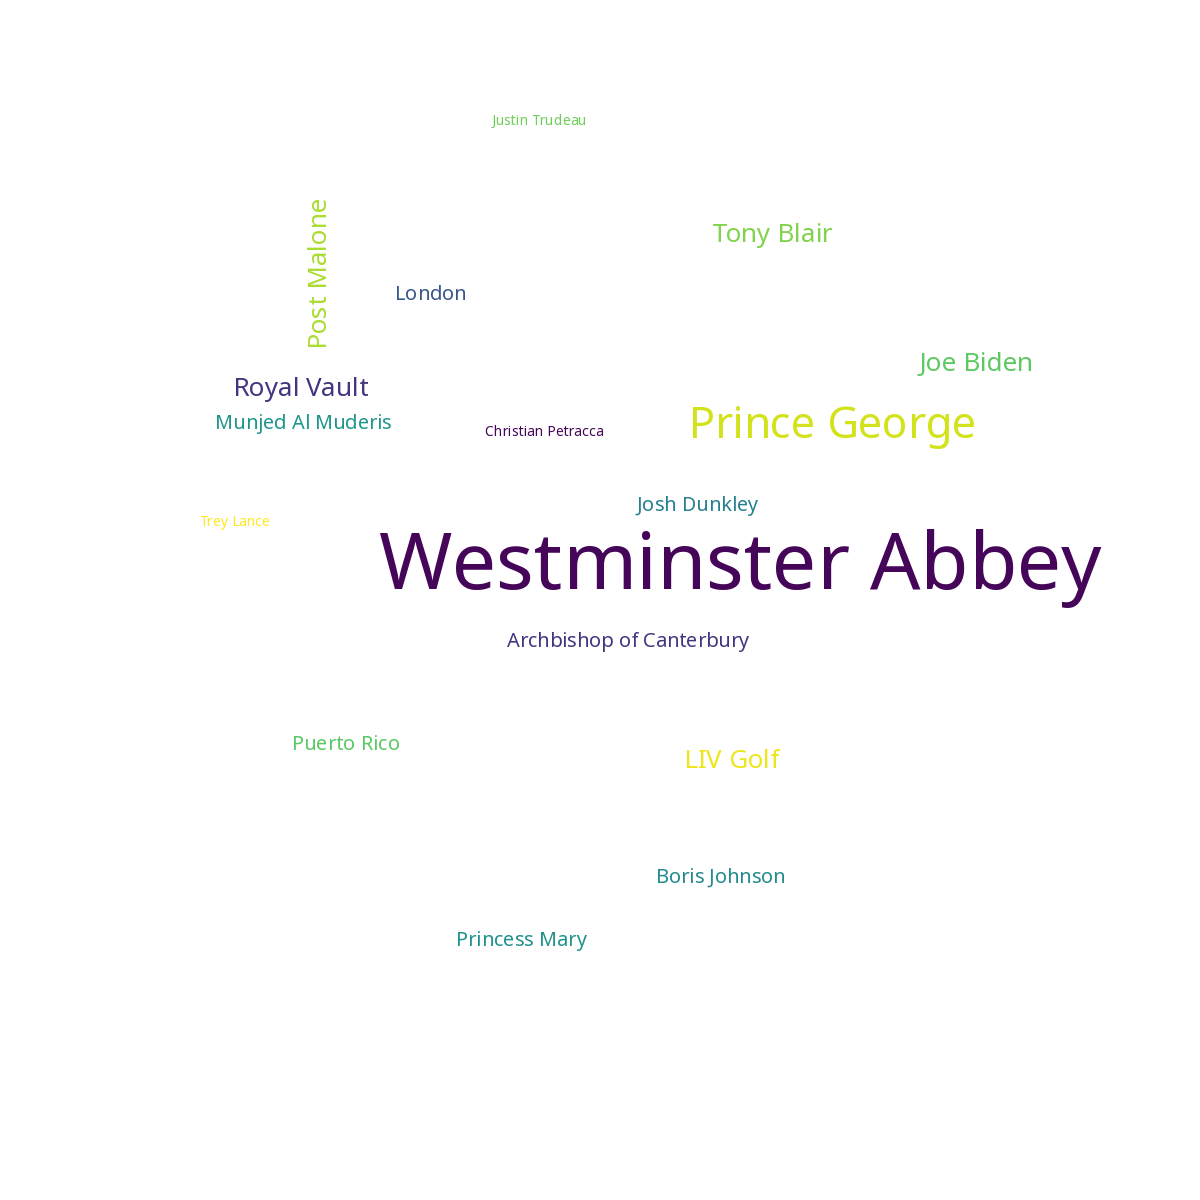 Justin Trudeau
Post Malone
Tony Blair
London
Joe Biden
Royal Vault
Prince George
Munjed Al Muderis
Christian Petracca
Josh Dunkley
Trey Lance
Westminster Abbey
Archbishop of Canterbury
Puerto Rico
LIV Golf
Boris Johnson
Princess Mary